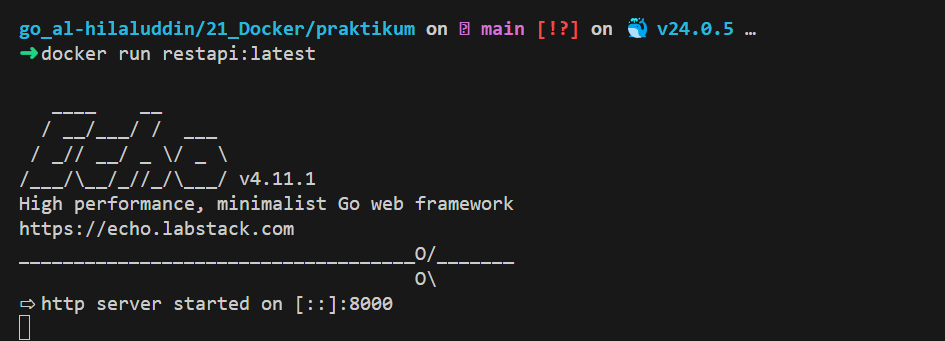 go_al-hilaluddin/21_Docker/praktikum on  main [!?] on 🐳 v24.0.5 …
➜docker run restapi:latest
   ____    __
  / __/___/ /  ___
 / _// __/ _ \/ _ \
/___/\__/_//_/\___/ v4.11.1
High performance, minimalist Go web framework
https://echo.labstack.com
____________________________________O/_______
                                    O\
⇨ http server started on [::]:8000